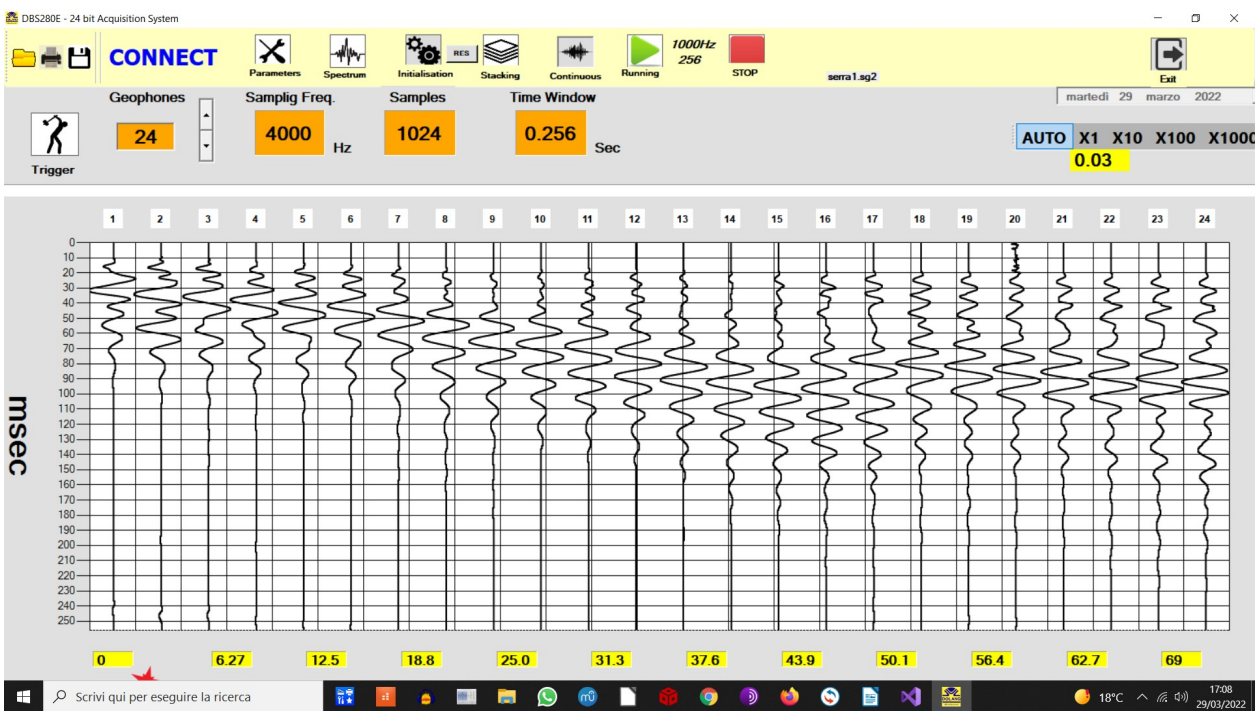 DBS280E - 24 bit Acquisition System
CONNECT
Parameters
Spectrum
Initialisation
RES
Stacking
Continuous
Running
1000Hz
256
STOP
serra1.sg2
Exit
Geophones
Samplig Freq.
Samples
Time Window
martedì 29 marzo 2022
24
4000 Hz
1024
0.256 Sec
AUTO X1 X10 X100 X1000
0.03
Trigger
1 2 3 4 5 6 7 8 9 10 11 12 13 14 15 16 17 18 19 20 21 22 23 24
0
10
20
30
40
50
60
70
80
90
100
110
120
130
140
150
160
170
180
190
200
210
220
230
240
250
msec
0 6.27 12.5 18.8 25.0 31.3 37.6 43.9 50.1 56.4 62.7 69
Scrivi qui per eseguire la ricerca
18°C
17:08
29/03/2022